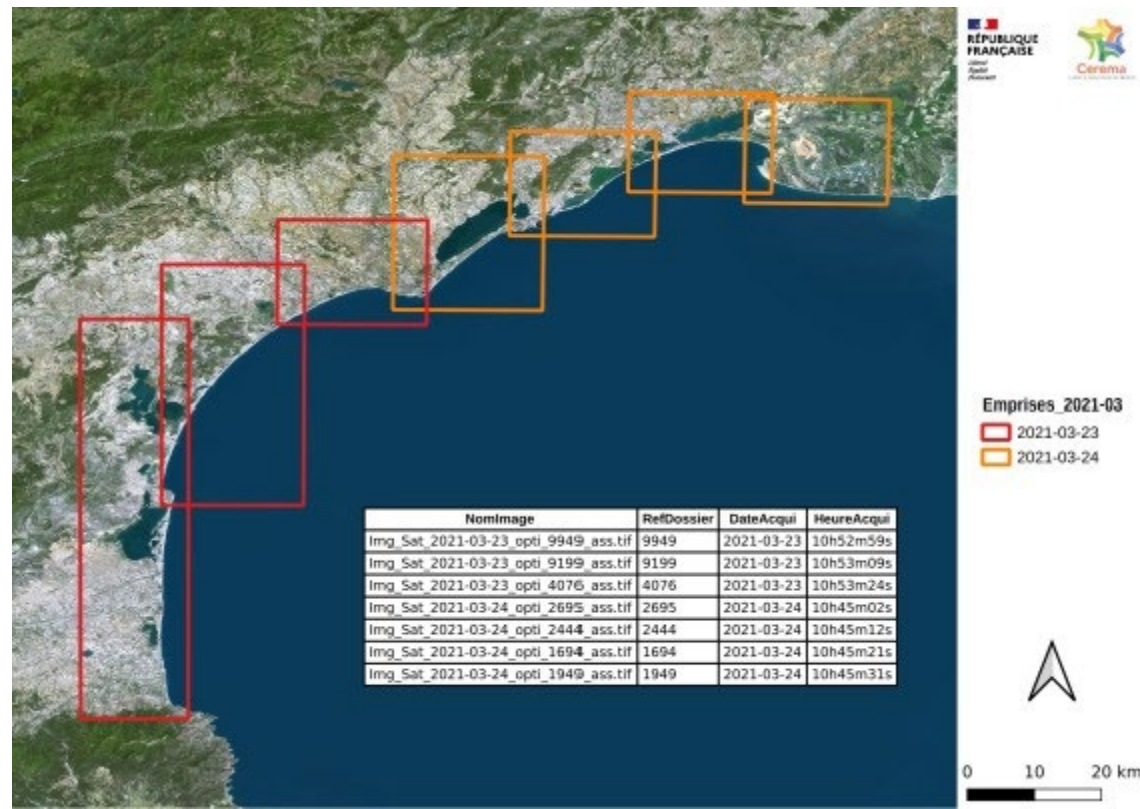 RÉPUBLIQUE
FRANÇAISE
Liberté
Égalité
Fraternité
Cerema
Emprises_2021-03
2021-03-23
2021-03-24
NomImage RefDossier DateAcqui HeureAcqui
Img_Sat_2021-03-23_opti_9949_ass.tif 9949 2021-03-23 10h52m59s
Img_Sat_2021-03-23_opti_9199_ass.tif 9199 2021-03-23 10h53m09s
Img_Sat_2021-03-23_opti_4076_ass.tif 4076 2021-03-23 10h53m24s
Img_Sat_2021-03-24_opti_2695_ass.tif 2695 2021-03-24 10h45m02s
Img_Sat_2021-03-24_opti_2444_ass.tif 2444 2021-03-24 10h45m12s
Img_Sat_2021-03-24_opti_1694_ass.tif 1694 2021-03-24 10h45m21s
Img_Sat_2021-03-24_opti_1949_ass.tif 1949 2021-03-24 10h45m31s
0 10 20 km